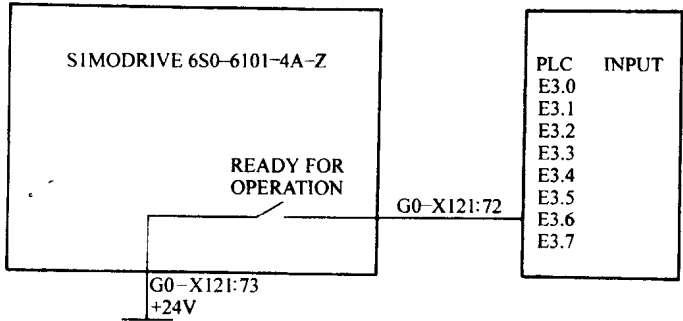 S1MODRIVE 6S0-6101-4A-Z
READY FOR
OPERATION
G0-X121:72
G0-X121:73
+24V
PLC INPUT
E3.0
E3.1
E3.2
E3.3
E3.4
E3.5
E3.6
E3.7